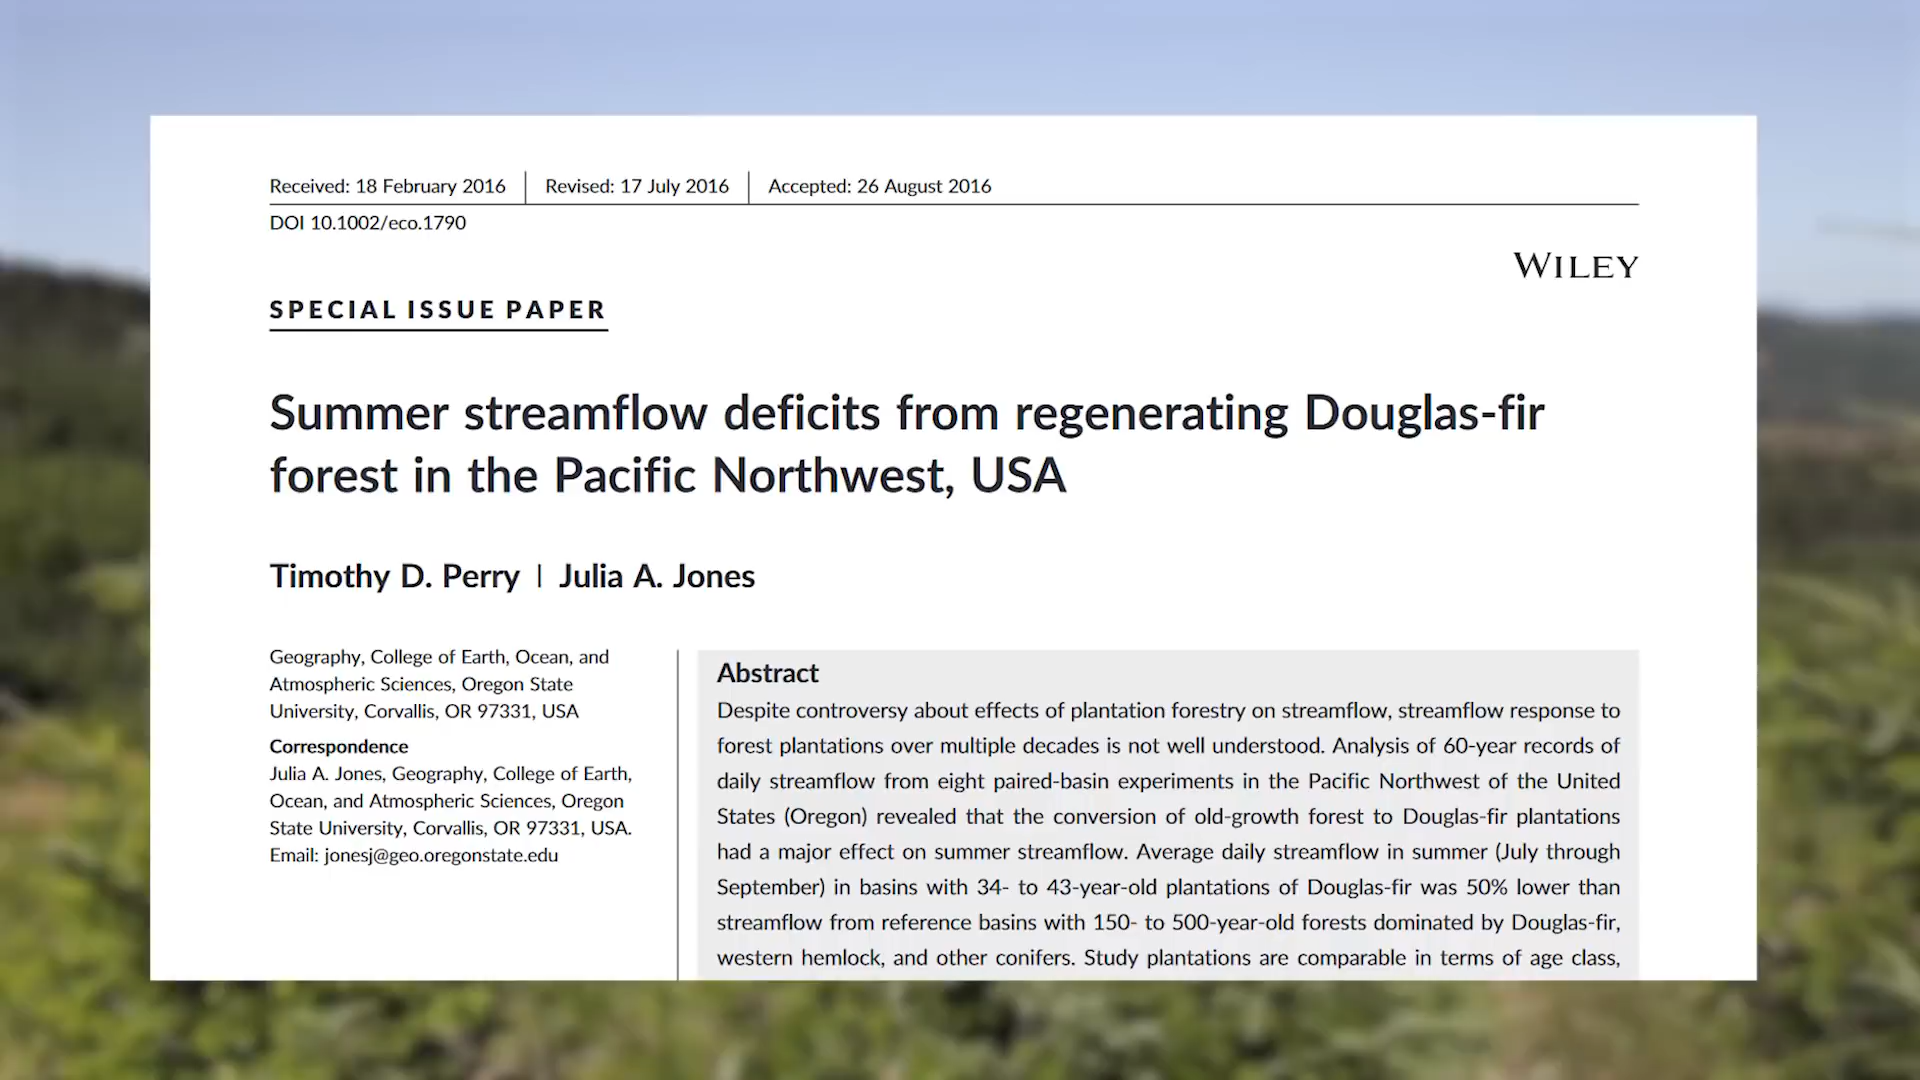 Received: 18 February 2016 | Revised: 17 July 2016 | Accepted: 26 August 2016
DOI 10.1002/eco.1790
WILEY
SPECIAL ISSUE PAPER
Summer streamflow deficits from regenerating Douglas-fir
forest in the Pacific Northwest, USA
Timothy D. Perry | Julia A. Jones
Geography, College of Earth, Ocean, and
Atmospheric Sciences, Oregon State
University, Corvallis, OR 97331, USA
Correspondence
Julia A. Jones, Geography, College of Earth,
Ocean, and Atmospheric Sciences, Oregon
State University, Corvallis, OR 97331, USA.
Email: jonesj@geo.oregonstate.edu
Abstract
Despite controversy about effects of plantation forestry on streamflow, streamflow response to
forest plantations over multiple decades is not well understood. Analysis of 60-year records of
daily streamflow from eight paired-basin experiments in the Pacific Northwest of the United
States (Oregon) revealed that the conversion of old-growth forest to Douglas-fir plantations
had a major effect on summer streamflow. Average daily streamflow in summer (July through
September) in basins with 34- to 43-year-old plantations of Douglas-fir was 50% lower than
streamflow from reference basins with 150- to 500-year-old forests dominated by Douglas-fir,
western hemlock, and other conifers. Study plantations are comparable in terms of age class,